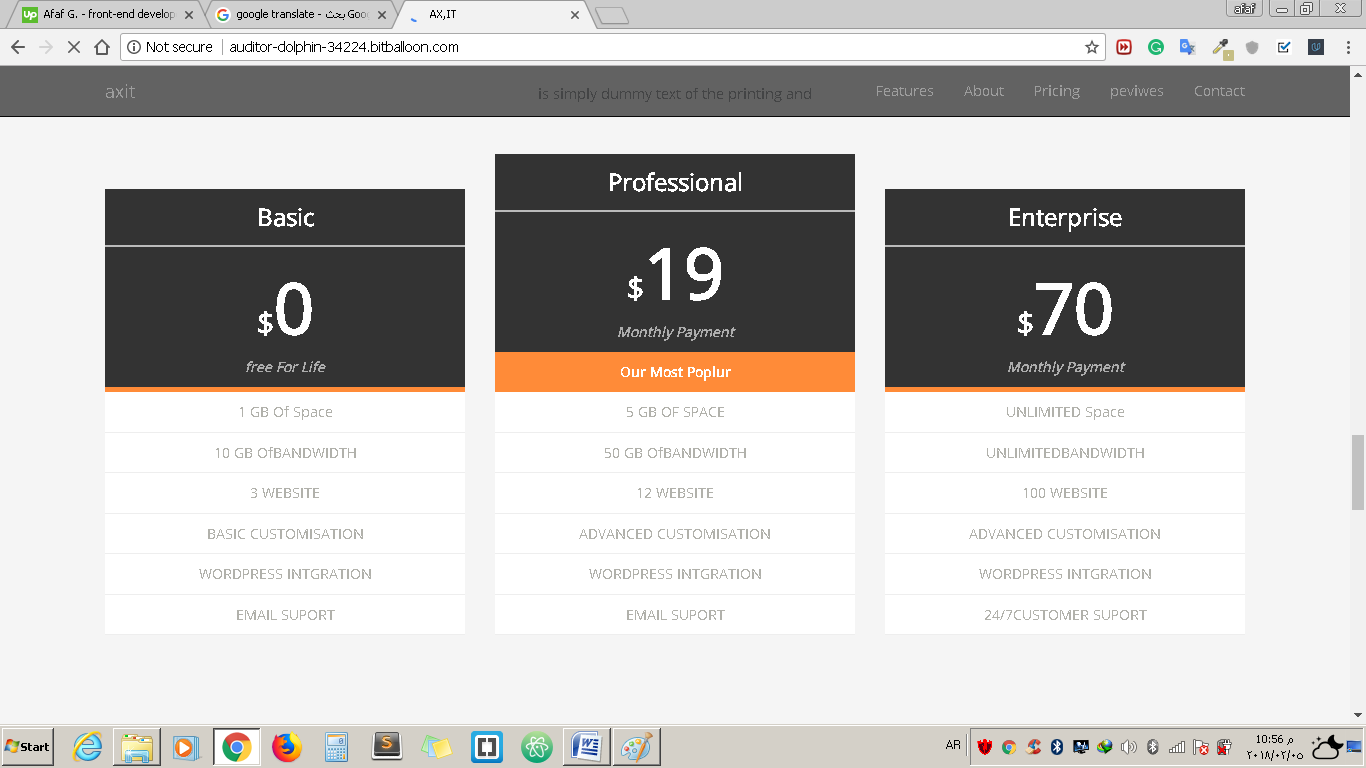 Afaf G. - front-end develop
google translate - بحث Goo
AX,IT
afaf
Not secure
auditor-dolphin-34224.bitballoon.com
axit
is simply dummy text of the printing and
Features
About
Pricing
peviwes
Contact
Basic
$0
free For Life
1 GB Of Space
10 GB OfBANDWIDTH
3 WEBSITE
BASIC CUSTOMISATION
WORDPRESS INTGRATION
EMAIL SUPORT
Professional
$19
Monthly Payment
Our Most Poplur
5 GB OF SPACE
50 GB OfBANDWIDTH
12 WEBSITE
ADVANCED CUSTOMISATION
WORDPRESS INTGRATION
EMAIL SUPORT
Enterprise
$70
Monthly Payment
UNLIMITED Space
UNLIMITEDBANDWIDTH
100 WEBSITE
ADVANCED CUSTOMISATION
WORDPRESS INTGRATION
24/7CUSTOMER SUPORT
Start
AR
10:56 م
٢٠١٨/٠٢/٠٥